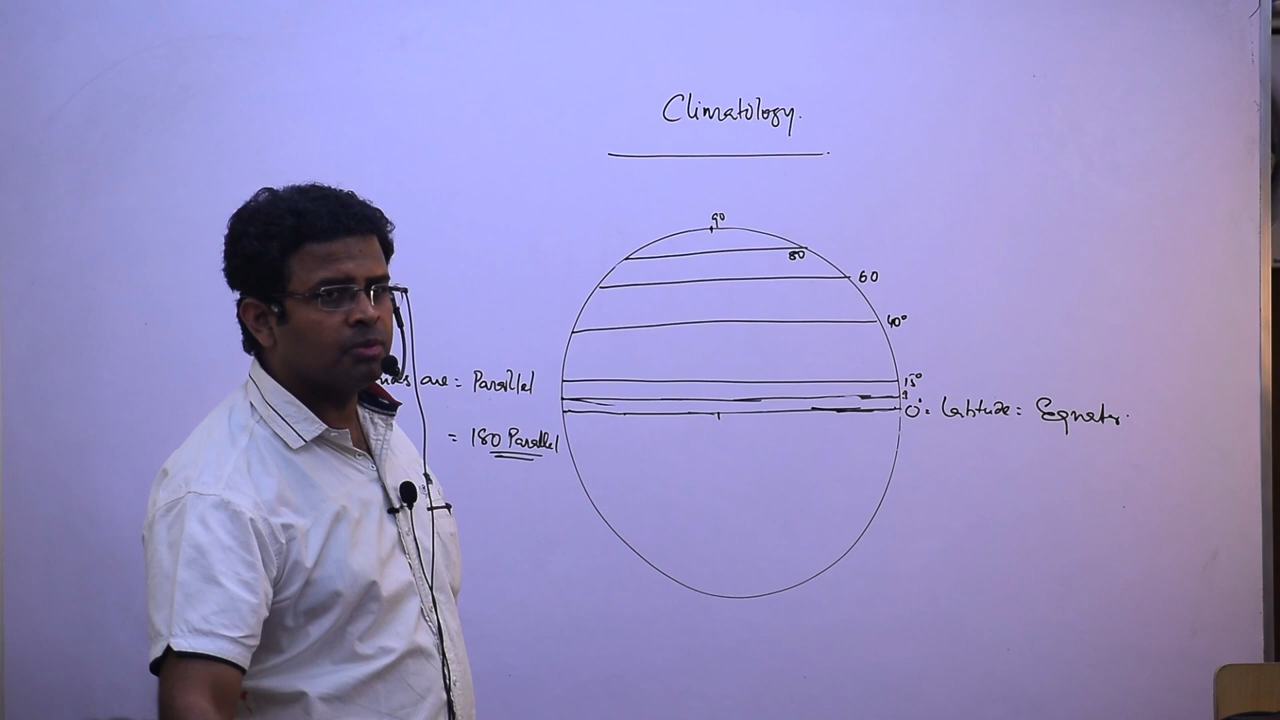 Climatology.
90
80
60
40°
are = Parallel
15°
0° = Latitude = Equator.
= 180 Parallel